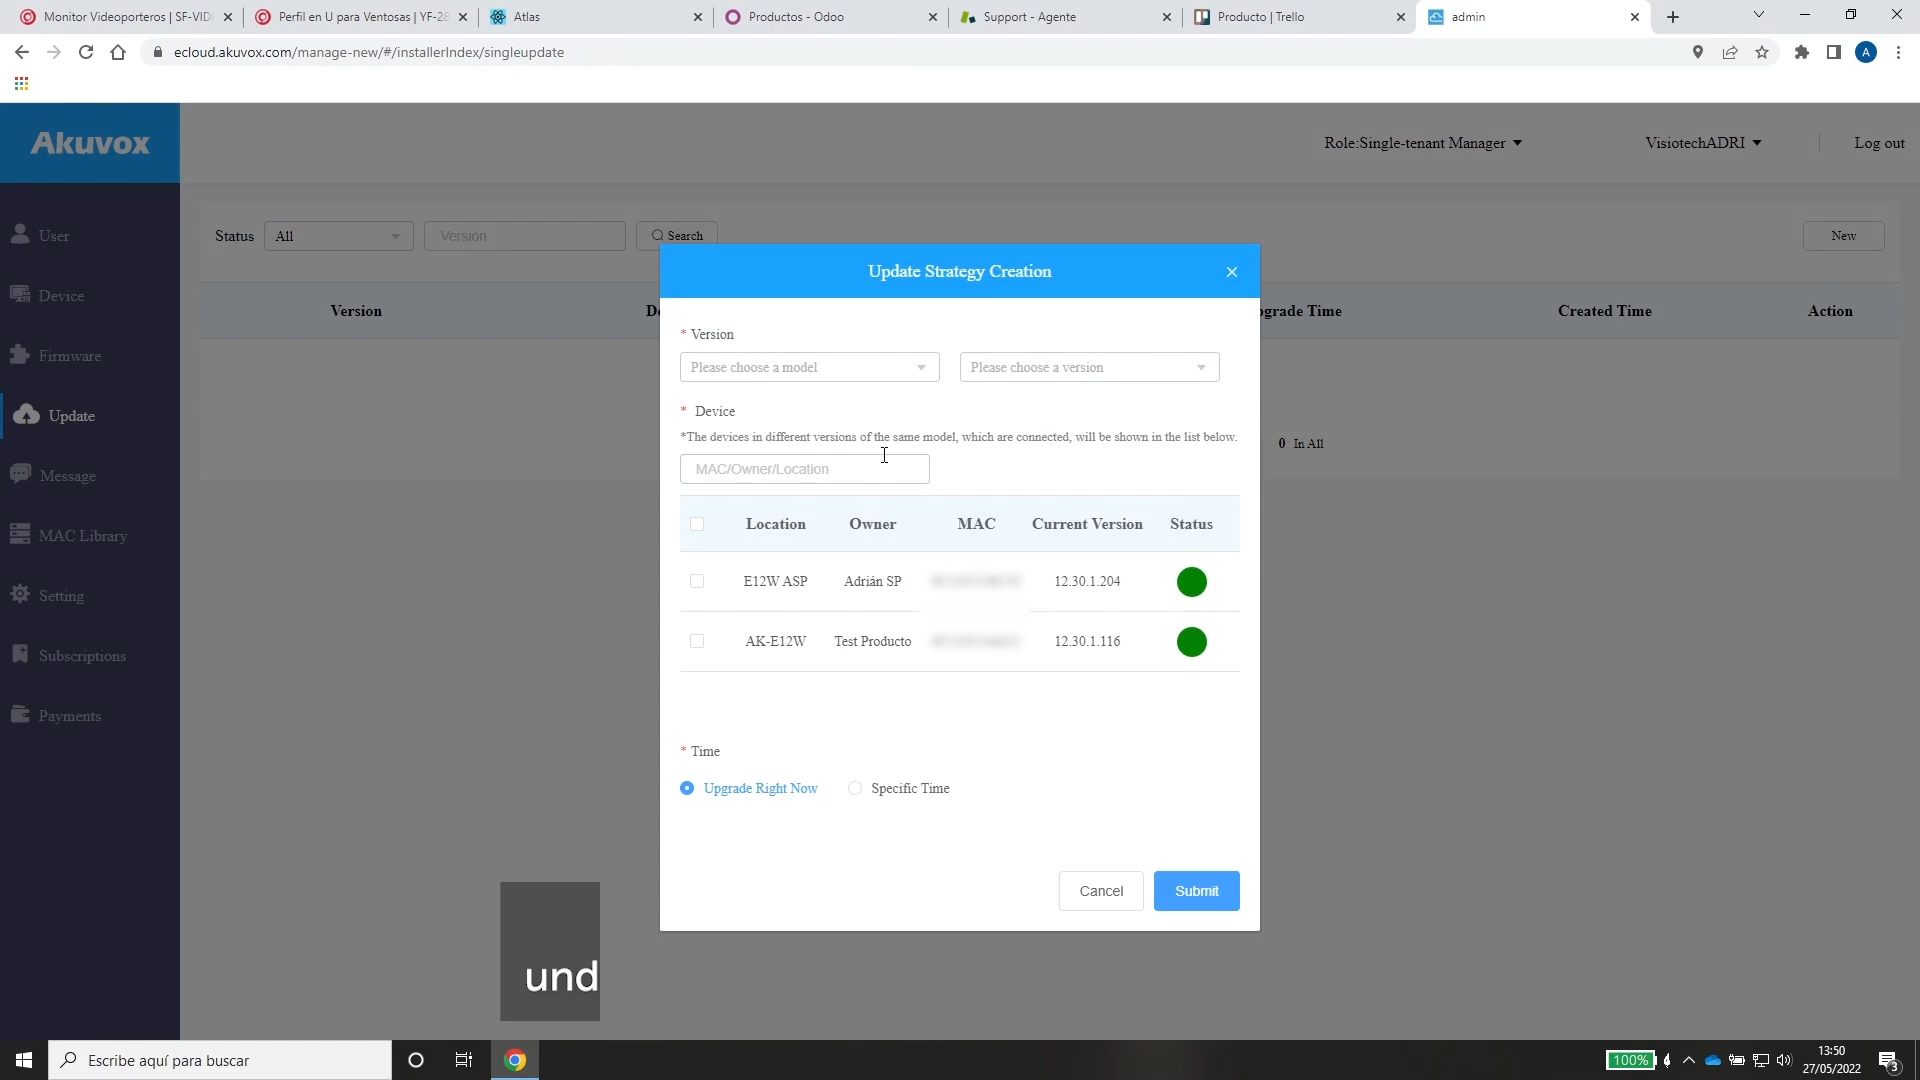 Monitor Videoporteros | SF-VID
Perfil en U para Ventosas | YF-28
Atlas
Productos - Odoo
Support - Agente
Producto | Trello
admin
ecloud.akuvox.com/manage-new/#/installerIndex/singleupdate
A
Akuvox
Role:Single-tenant Manager
VisiotechADRI
Log out
User
Device
Firmware
Update
Message
MAC Library
Setting
Subscriptions
Payments
Status
All
Version
Search
New
Version
De
pgrade Time
Created Time
Action
0 In All
Update Strategy Creation
* Version
Please choose a model
Please choose a version
* Device
*The devices in different versions of the same model, which are connected, will be shown in the list below.
MAC/Owner/Location
Location Owner MAC Current Version Status
E12W ASP Adrián SP 12.30.1.204
AK-E12W Test Producto 12.30.1.116
* Time
Upgrade Right Now
Specific Time
Cancel
Submit
und
Escribe aquí para buscar
100%
13:50
27/05/2022
3